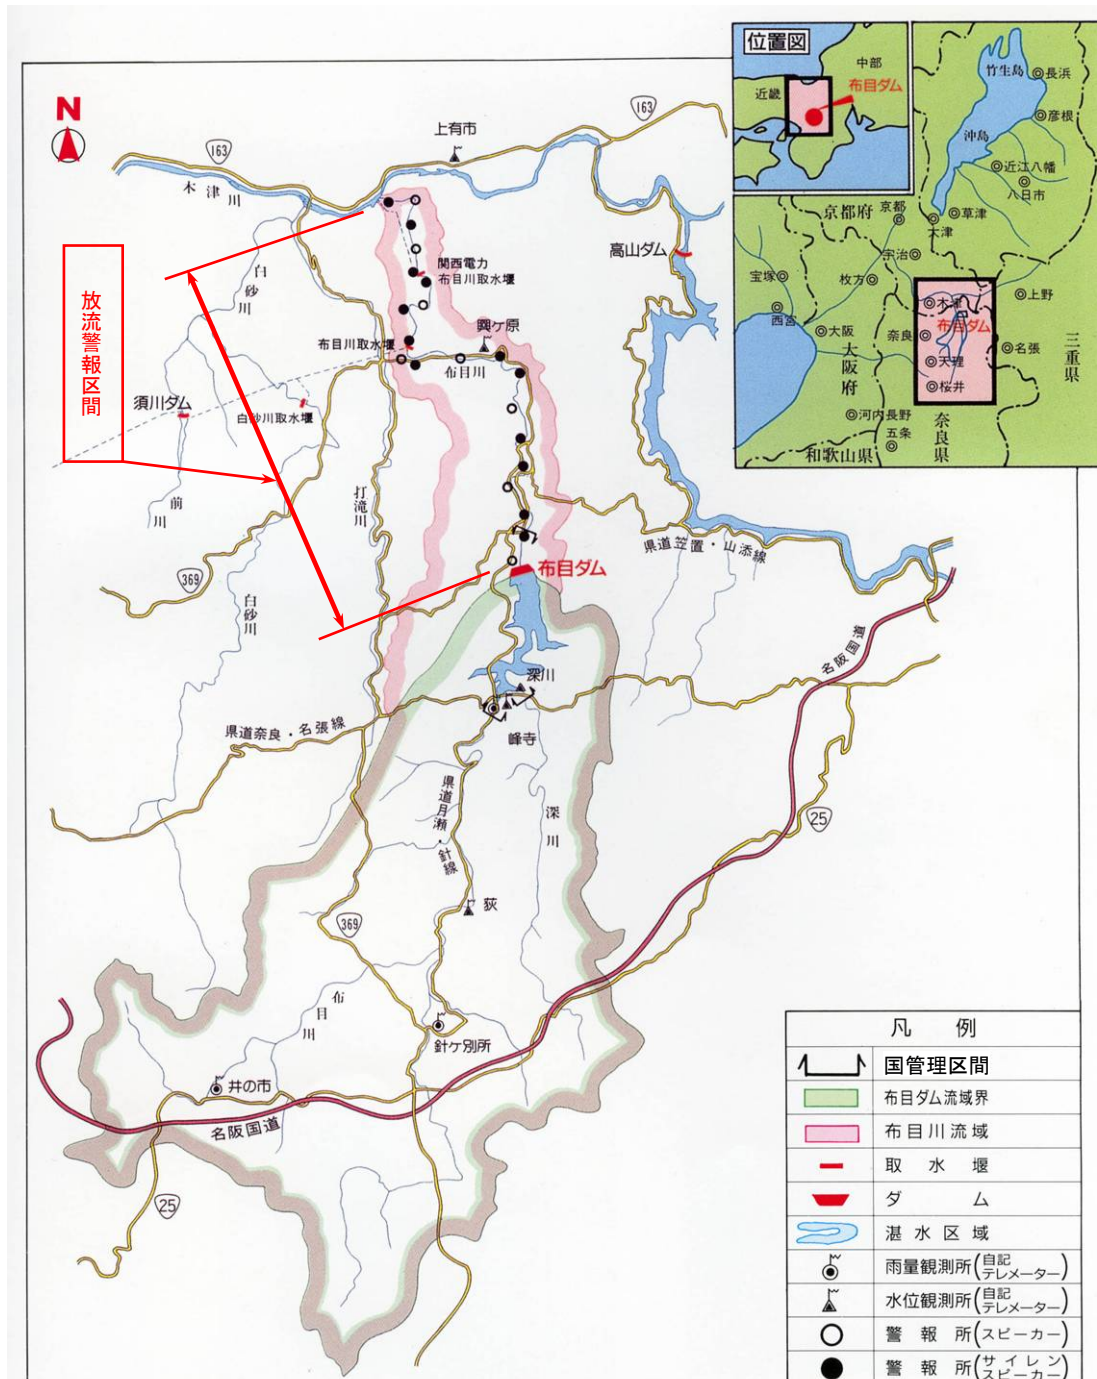 位置図
中部
近畿
布目ダム
竹生島
長浜
彦根
沖島
近江八幡
八日市
京都府
京都
大津
草津
宇治
宝塚
枚方
西宮
大阪
大阪府
木津
奈良
布目ダム
天理
桜井
上野
名張
三重県
河内長野
五条
和歌山県
奈良県
N
163
163
上有市
木津川
高山ダム
放流警報区間
白砂川
関西電力
布目川取水堰
興ケ原
布目川取水堰
布目川
須川ダム
白砂川取水堰
前川
打滝川
県道笠置・山添線
369
布目ダム
白砂川
名阪国道
深川
県道奈良・名張線
峰寺
県道月瀬・針線
深川
25
荻
369
布目川
針ケ別所
井の市
名阪国道
25
凡例
国管理区間
布目ダム流域界
布目川流域
取水堰
ダム
湛水区域
雨量観測所(自記テレメーター)
水位観測所(自記テレメーター)
警報所(スピーカー)
警報所(サイレンスピーカー)